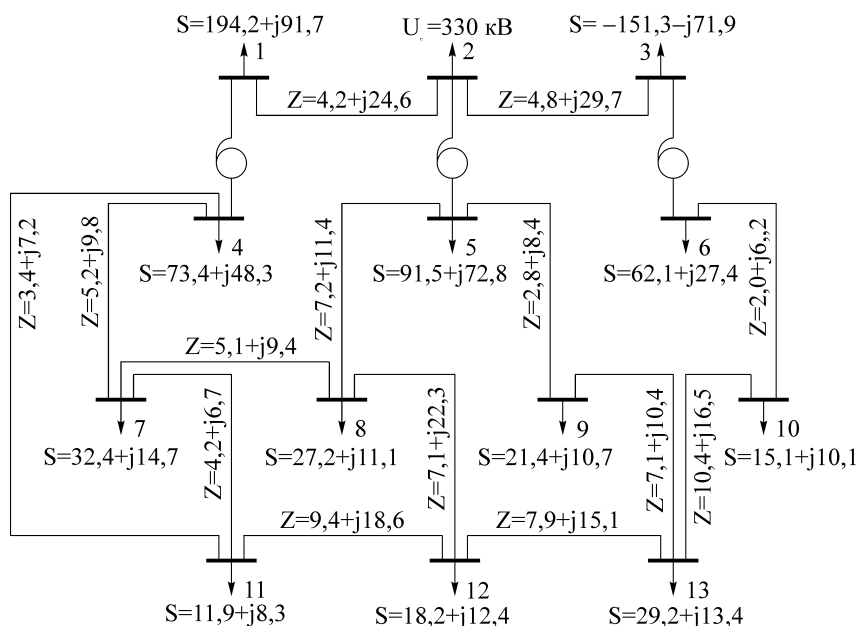 S=194,2+j91,7
U =330 кВ
S= −151,3−j71,9
1
2
3
Z=4,2+j24,6
Z=4,8+j29,7
Z=3,4+j7,2
Z=5,2+j9,8
Z=7,2+j11,4
Z=2,8+j8,4
Z=2,0+j6,,2
4
5
6
S=73,4+j48,3
S=91,5+j72,8
S=62,1+j27,4
Z=5,1+j9,4
7
8
9
10
S=32,4+j14,7
S=27,2+j11,1
S=21,4+j10,7
S=15,1+j10,1
Z=4,2+j6,7
Z=7,1+j22,3
Z=7,1+j10,4
Z=10,4+j16,5
Z=9,4+j18,6
Z=7,9+j15,1
11
12
13
S=11,9+j8,3
S=18,2+j12,4
S=29,2+j13,4